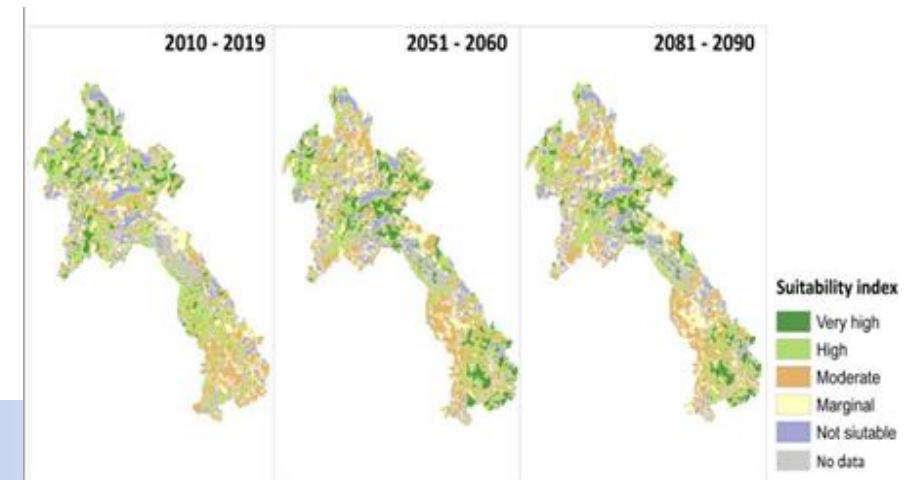 2010 - 2019
2051 - 2060
2081 - 2090
Suitability index
Very high
High
Moderate
Marginal
Not siutable
No data